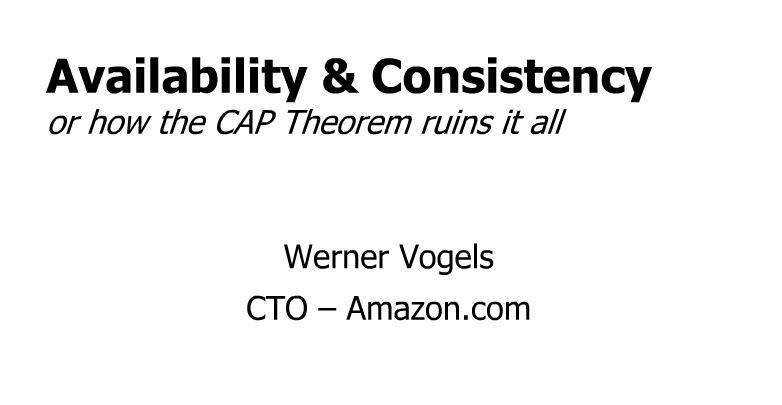 Availability & Consistency
or how the CAP Theorem ruins it all
Werner Vogels
CTO – Amazon.com